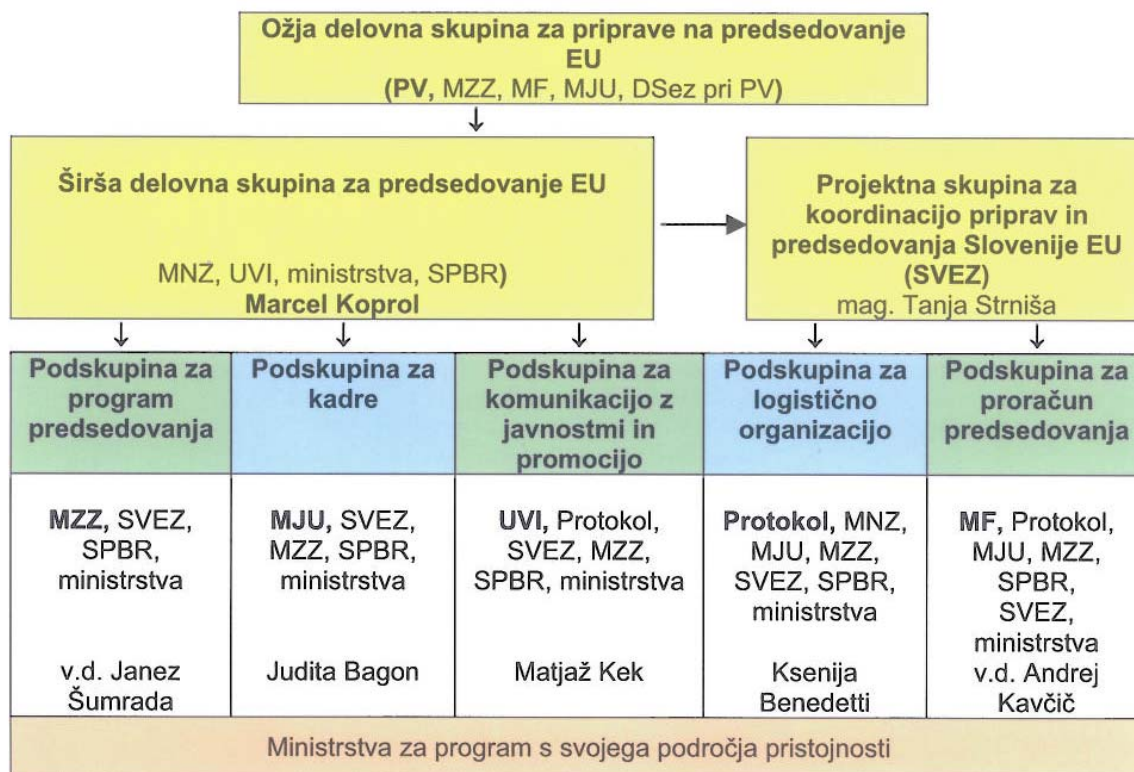 Ožja delovna skupina za priprave na predsedovanje
EU
(PV, MZZ, MF, MJU, DSez pri PV)
Širša delovna skupina za predsedovanje EU
MNZ, UVI, ministrstva, SPBR)
Marcel Koprol
Projektna skupina za
koordinacijo priprav in
predsedovanja Slovenije EU
(SVEZ)
mag. Tanja Strniša
Podskupina za
program
predsedovanja
Podskupina za
kadre
Podskupina za
komunikacijo z
javnostmi in
promocijo
Podskupina za
logistično
organizacijo
Podskupina za
proračun
predsedovanja
MZZ, SVEZ,
SPBR,
ministrstva
v.d. Janez
Šumrada
MJU, SVEZ,
MZZ, SPBR,
ministrstva
Judita Bagon
UVI, Protokol,
SVEZ, MZZ,
SPBR, ministrstva
Matjaž Kek
Protokol, MNZ,
MJU, MZZ,
SVEZ, SPBR,
ministrstva
Ksenija
Benedetti
MF, Protokol,
MJU, MZZ,
SPBR,
SVEZ,
ministrstva
v.d. Andrej
Kavčič
Ministrstva za program s svojega področja pristojnosti